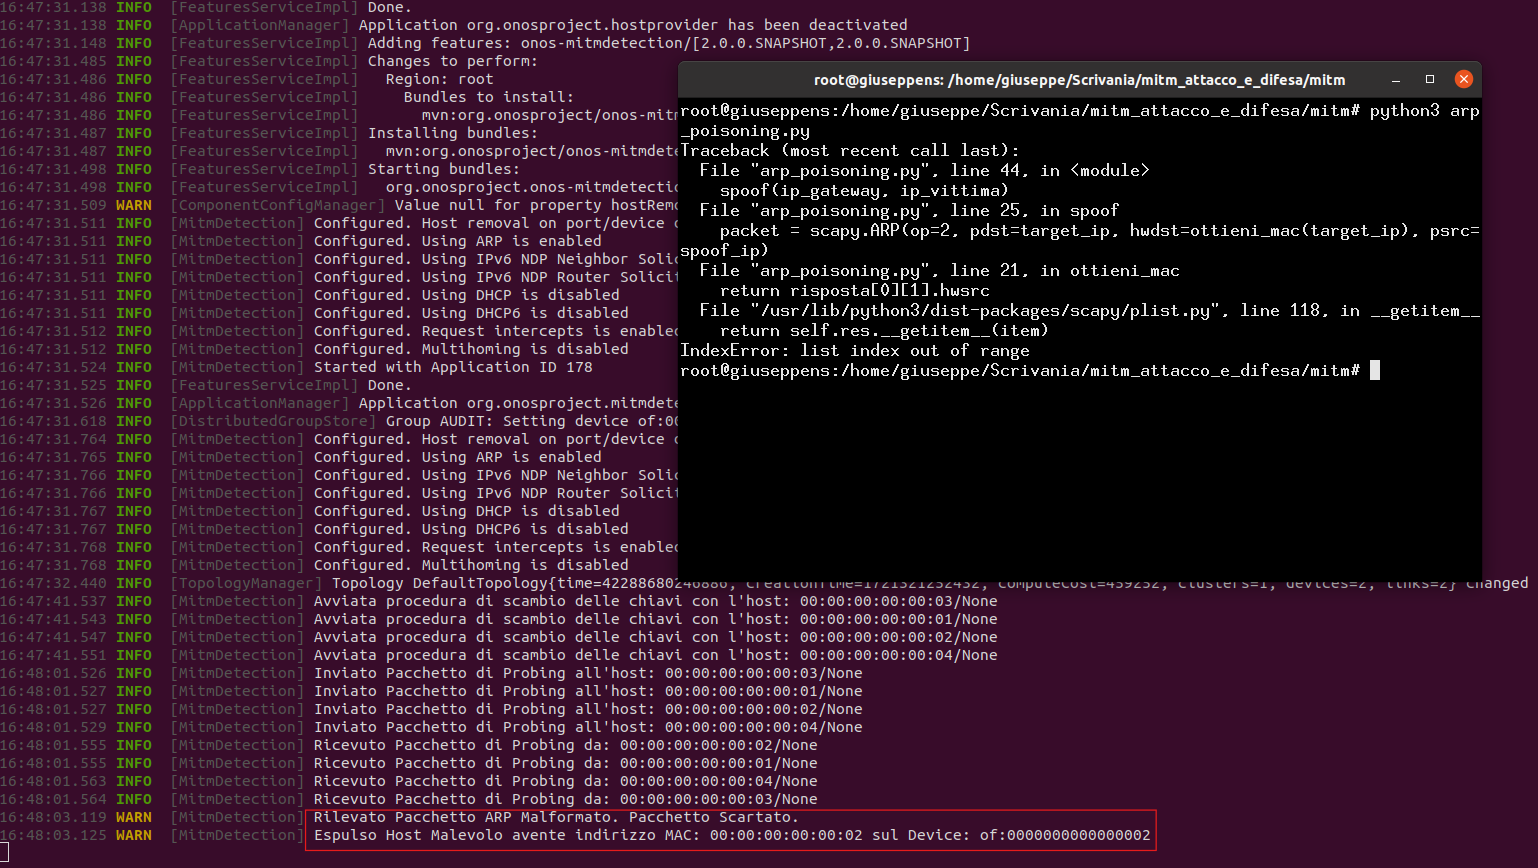 16:47:31.138 INFO [FeaturesServiceImpl] Done.
16:47:31.138 INFO [ApplicationManager] Application org.onosproject.hostprovider has been deactivated
16:47:31.148 INFO [FeaturesServiceImpl] Adding features: onos-mitmdetection/[2.0.0.SNAPSHOT,2.0.0.SNAPSHOT]
16:47:31.485 INFO [FeaturesServiceImpl] Changes to perform:
16:47:31.486 INFO [FeaturesServiceImpl] Region: root
16:47:31.486 INFO [FeaturesServiceImpl] Bundles to install:
16:47:31.486 INFO [FeaturesServiceImpl] mvn:org.onosproject/onos-mitm
16:47:31.487 INFO [FeaturesServiceImpl] Installing bundles:
16:47:31.487 INFO [FeaturesServiceImpl] mvn:org.onosproject/onos-mitmdete
16:47:31.498 INFO [FeaturesServiceImpl] Starting bundles:
16:47:31.498 INFO [FeaturesServiceImpl] org.onosproject.onos-mitmdetectio
16:47:31.509 WARN [ComponentConfigManager] Value null for property hostRemo
16:47:31.511 INFO [MitmDetection] Configured. Host removal on port/device
16:47:31.511 INFO [MitmDetection] Configured. Using ARP is enabled
16:47:31.511 INFO [MitmDetection] Configured. Using IPv6 NDP Neighbor Solic
16:47:31.511 INFO [MitmDetection] Configured. Using IPv6 NDP Router Solicit
16:47:31.511 INFO [MitmDetection] Configured. Using DHCP is disabled
16:47:31.511 INFO [MitmDetection] Configured. Using DHCP6 is disabled
16:47:31.512 INFO [MitmDetection] Configured. Request intercepts is enabled
16:47:31.512 INFO [MitmDetection] Configured. Multihoming is disabled
16:47:31.524 INFO [MitmDetection] Started with Application ID 178
16:47:31.525 INFO [FeaturesServiceImpl] Done.
16:47:31.526 INFO [ApplicationManager] Application org.onosproject.mitmdete
16:47:31.618 INFO [DistributedGroupStore] Group AUDIT: Setting device of:00
16:47:31.764 INFO [MitmDetection] Configured. Host removal on port/device
16:47:31.765 INFO [MitmDetection] Configured. Using ARP is enabled
16:47:31.766 INFO [MitmDetection] Configured. Using IPv6 NDP Neighbor Solic
16:47:31.766 INFO [MitmDetection] Configured. Using IPv6 NDP Router Solicit
16:47:31.767 INFO [MitmDetection] Configured. Using DHCP is disabled
16:47:31.767 INFO [MitmDetection] Configured. Using DHCP6 is disabled
16:47:31.768 INFO [MitmDetection] Configured. Request intercepts is enabled
16:47:31.768 INFO [MitmDetection] Configured. Multihoming is disabled
16:47:32.440 INFO [TopologyManager] Topology DefaultTopology{time=42288680246886, creationTime=1721321252432, computeCost=459252, clusters=1, devices=2, links=2} changed
16:47:41.537 INFO [MitmDetection] Avviata procedura di scambio delle chiavi con l'host: 00:00:00:00:00:03/None
16:47:41.543 INFO [MitmDetection] Avviata procedura di scambio delle chiavi con l'host: 00:00:00:00:00:01/None
16:47:41.547 INFO [MitmDetection] Avviata procedura di scambio delle chiavi con l'host: 00:00:00:00:00:02/None
16:47:41.551 INFO [MitmDetection] Avviata procedura di scambio delle chiavi con l'host: 00:00:00:00:00:04/None
16:48:01.526 INFO [MitmDetection] Inviato Pacchetto di Probing all'host: 00:00:00:00:00:03/None
16:48:01.527 INFO [MitmDetection] Inviato Pacchetto di Probing all'host: 00:00:00:00:00:01/None
16:48:01.527 INFO [MitmDetection] Inviato Pacchetto di Probing all'host: 00:00:00:00:00:02/None
16:48:01.529 INFO [MitmDetection] Inviato Pacchetto di Probing all'host: 00:00:00:00:00:04/None
16:48:01.555 INFO [MitmDetection] Ricevuto Pacchetto di Probing da: 00:00:00:00:00:02/None
16:48:01.555 INFO [MitmDetection] Ricevuto Pacchetto di Probing da: 00:00:00:00:00:01/None
16:48:01.563 INFO [MitmDetection] Ricevuto Pacchetto di Probing da: 00:00:00:00:00:04/None
16:48:01.564 INFO [MitmDetection] Ricevuto Pacchetto di Probing da: 00:00:00:00:00:03/None
16:48:03.119 WARN [MitmDetection] Rilevato Pacchetto ARP Malformato. Pacchetto Scartato.
16:48:03.125 WARN [MitmDetection] Espulso Host Malevolo avente indirizzo MAC: 00:00:00:00:00:02 sul Device: of:0000000000000002
root@giuseppens: /home/giuseppe/Scrivania/mitm_attacco_e_difesa/mitm
root@giuseppens:/home/giuseppe/Scrivania/mitm_attacco_e_difesa/mitm# python3 arp
_poisoning.py
Traceback (most recent call last):
File "arp_poisoning.py", line 44, in <module>
spoof(ip_gateway, ip_vittima)
File "arp_poisoning.py", line 25, in spoof
packet = scapy.ARP(op=2, pdst=target_ip, hwdst=ottieni_mac(target_ip), psrc=
spoof_ip)
File "arp_poisoning.py", line 21, in ottieni_mac
return risposta[0][1].hwsrc
File "/usr/lib/python3/dist-packages/scapy/plist.py", line 118, in __getitem__
return self.res.__getitem__(item)
IndexError: list index out of range
root@giuseppens:/home/giuseppe/Scrivania/mitm_attacco_e_difesa/mitm#